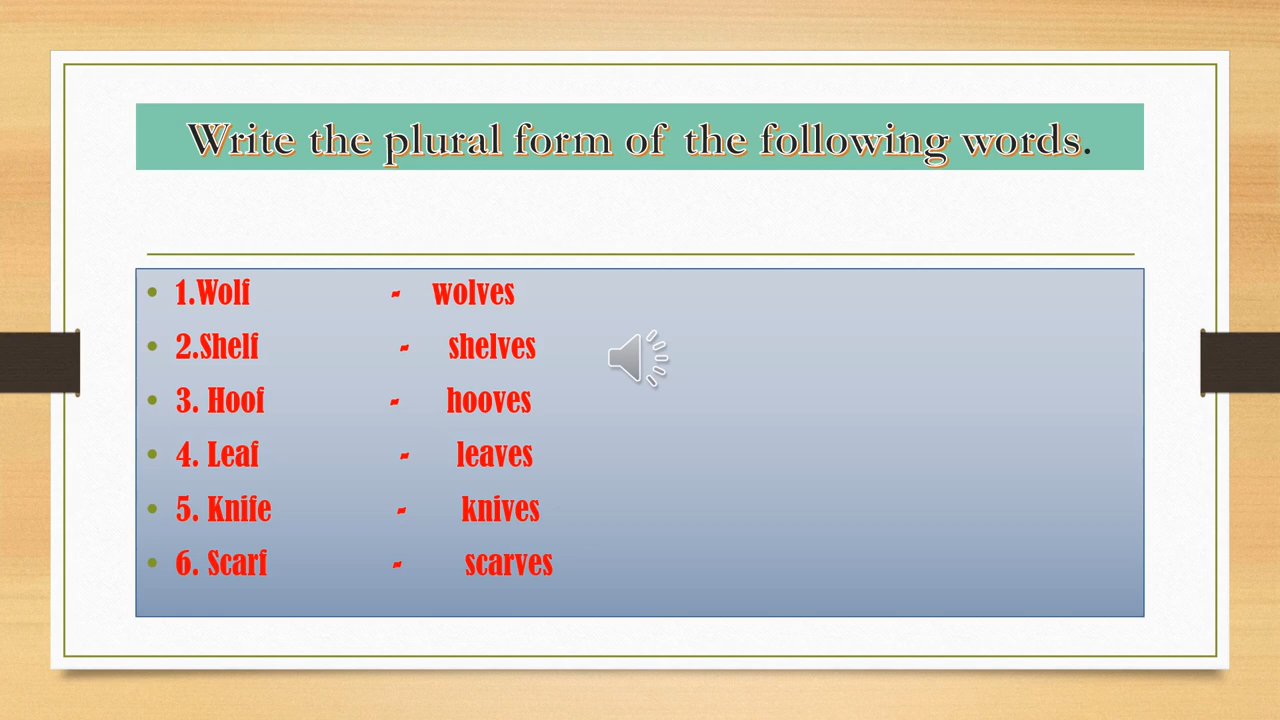 Write the plural form of the following words.
• 1.Wolf - wolves
• 2.Shelf - shelves
• 3. Hoof - hooves
• 4. Leaf - leaves
• 5. Knife - knives
• 6. Scarf - scarves